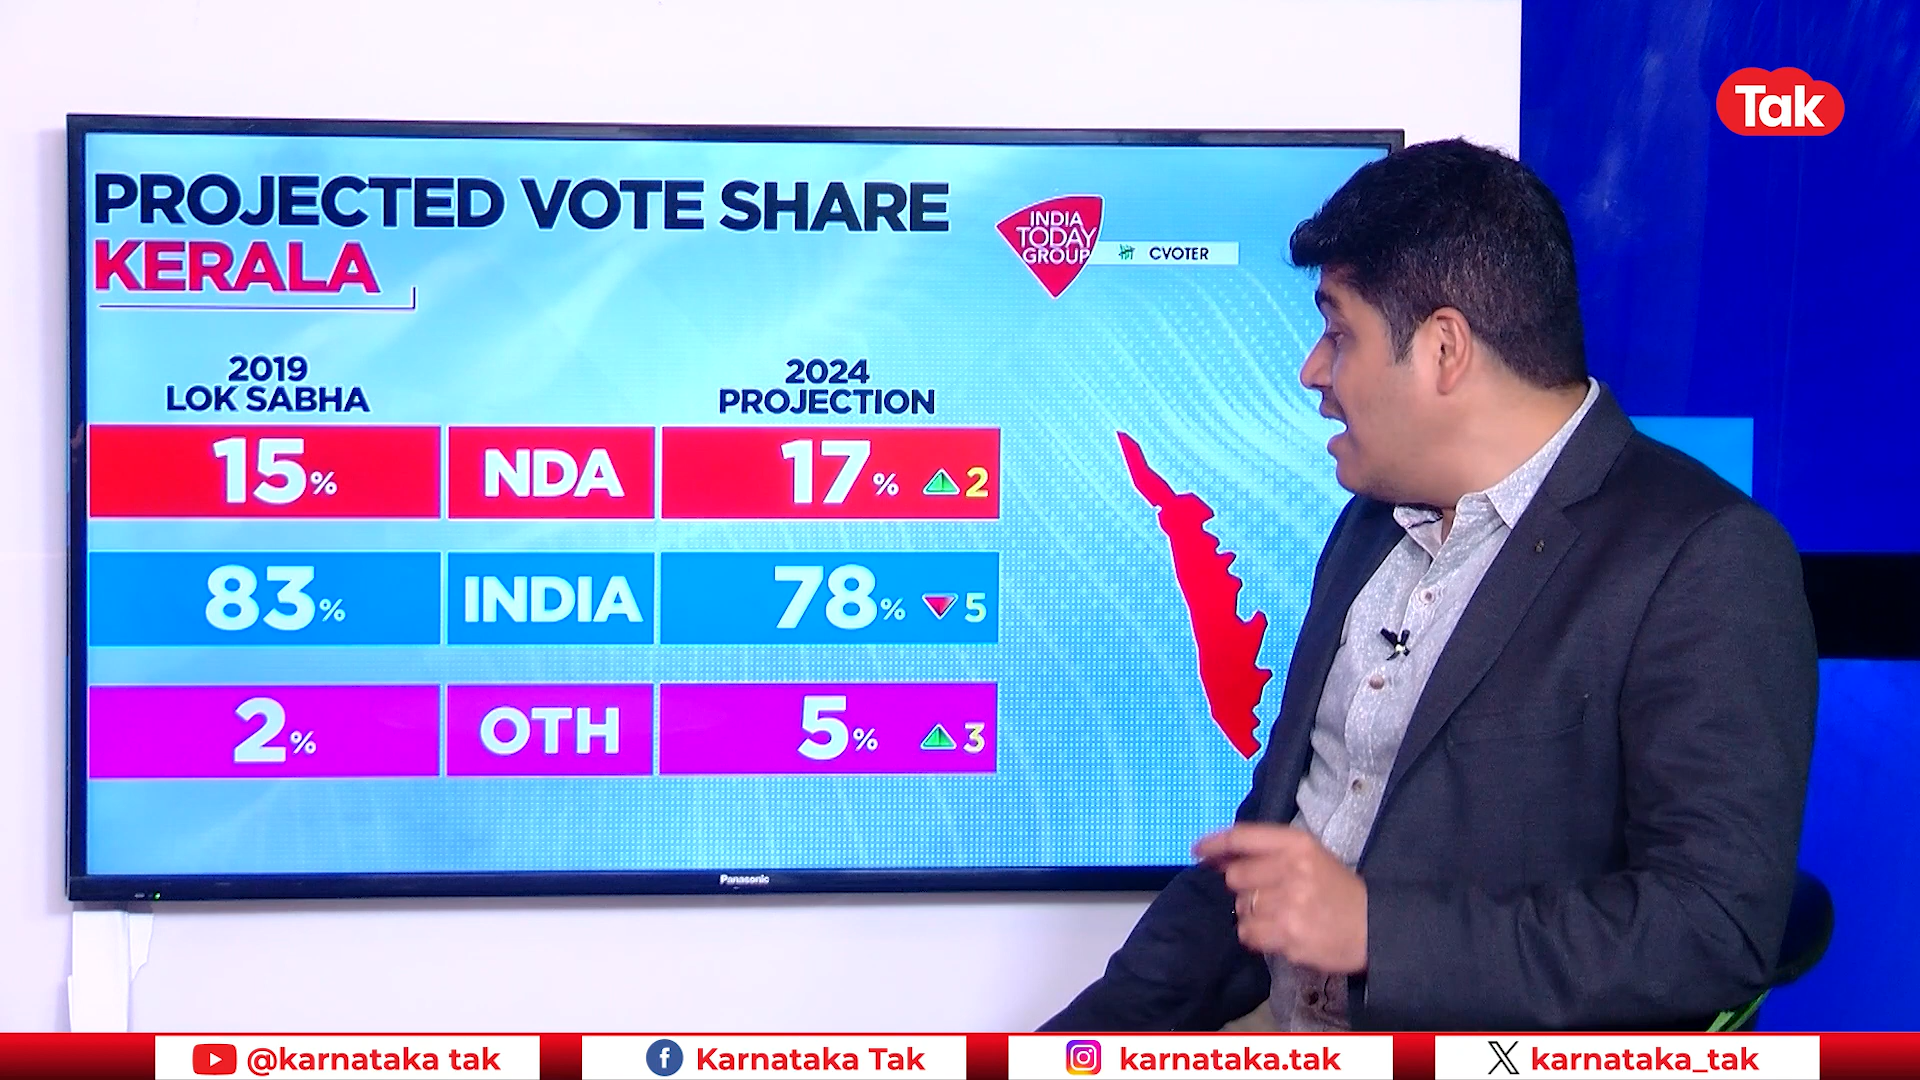 Tak
PROJECTED VOTE SHARE
KERALA
INDIA
TODAY
GROUP
CVOTER
2019
LOK SABHA
2024
PROJECTION
15% NDA 17% 2
83% INDIA 78% 5
2% OTH 5% 3
Panasonic
@karnataka tak
Karnataka Tak
karnataka.tak
karnataka_tak